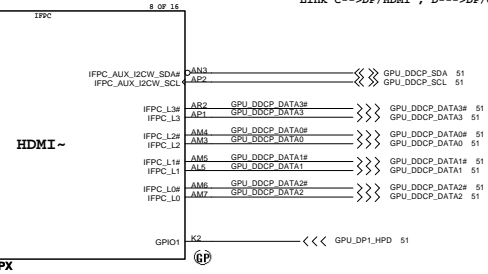 8 OF 16
IFPC
Link C-->DP/HDMI , D--->DP/
IFPC_AUX_I2CW_SDA# AN3 GPU_DDCP_SDA 51
IFPC_AUX_I2CW_SCL AP2 GPU_DDCP_SCL 51
IFPC_L3# AR2 GPU_DDCP_DATA3# GPU_DDCP_DATA3# 51
IFPC_L3 AP1 GPU_DDCP_DATA3 GPU_DDCP_DATA3 51
IFPC_L2# AM4 GPU_DDCP_DATA0# GPU_DDCP_DATA0# 51
IFPC_L2 AM3 GPU_DDCP_DATA0 GPU_DDCP_DATA0 51
HDMI~
IFPC_L1# AM5 GPU_DDCP_DATA1# GPU_DDCP_DATA1# 51
IFPC_L1 AL5 GPU_DDCP_DATA1 GPU_DDCP_DATA1 51
IFPC_L0# AM6 GPU_DDCP_DATA2# GPU_DDCP_DATA2# 51
IFPC_L0 AM7 GPU_DDCP_DATA2 GPU_DDCP_DATA2 51
GPIO1 K2 GPU_DP1_HPD 51
GP
PX